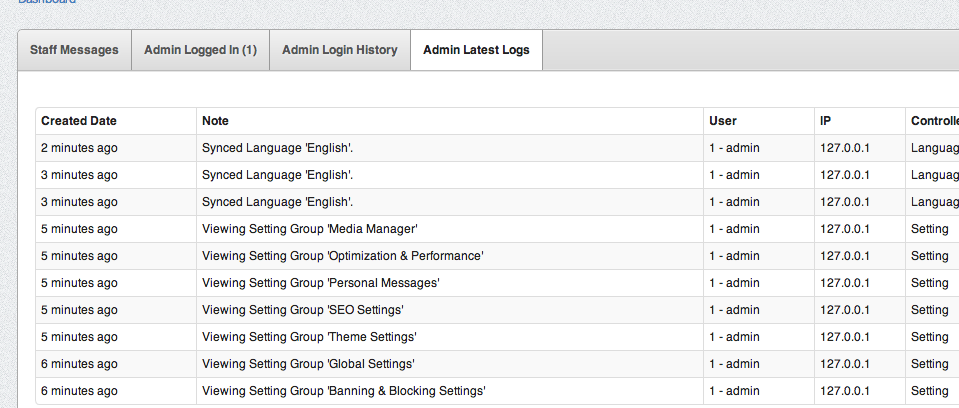 Dashboard
Staff Messages Admin Logged In (1) Admin Login History Admin Latest Logs
Created Date Note User IP Controlle
2 minutes ago Synced Language 'English'. 1 - admin 127.0.0.1 Languag
3 minutes ago Synced Language 'English'. 1 - admin 127.0.0.1 Languag
3 minutes ago Synced Language 'English'. 1 - admin 127.0.0.1 Languag
5 minutes ago Viewing Setting Group 'Media Manager' 1 - admin 127.0.0.1 Setting
5 minutes ago Viewing Setting Group 'Optimization & Performance' 1 - admin 127.0.0.1 Setting
5 minutes ago Viewing Setting Group 'Personal Messages' 1 - admin 127.0.0.1 Setting
5 minutes ago Viewing Setting Group 'SEO Settings' 1 - admin 127.0.0.1 Setting
5 minutes ago Viewing Setting Group 'Theme Settings' 1 - admin 127.0.0.1 Setting
6 minutes ago Viewing Setting Group 'Global Settings' 1 - admin 127.0.0.1 Setting
6 minutes ago Viewing Setting Group 'Banning & Blocking Settings' 1 - admin 127.0.0.1 Setting